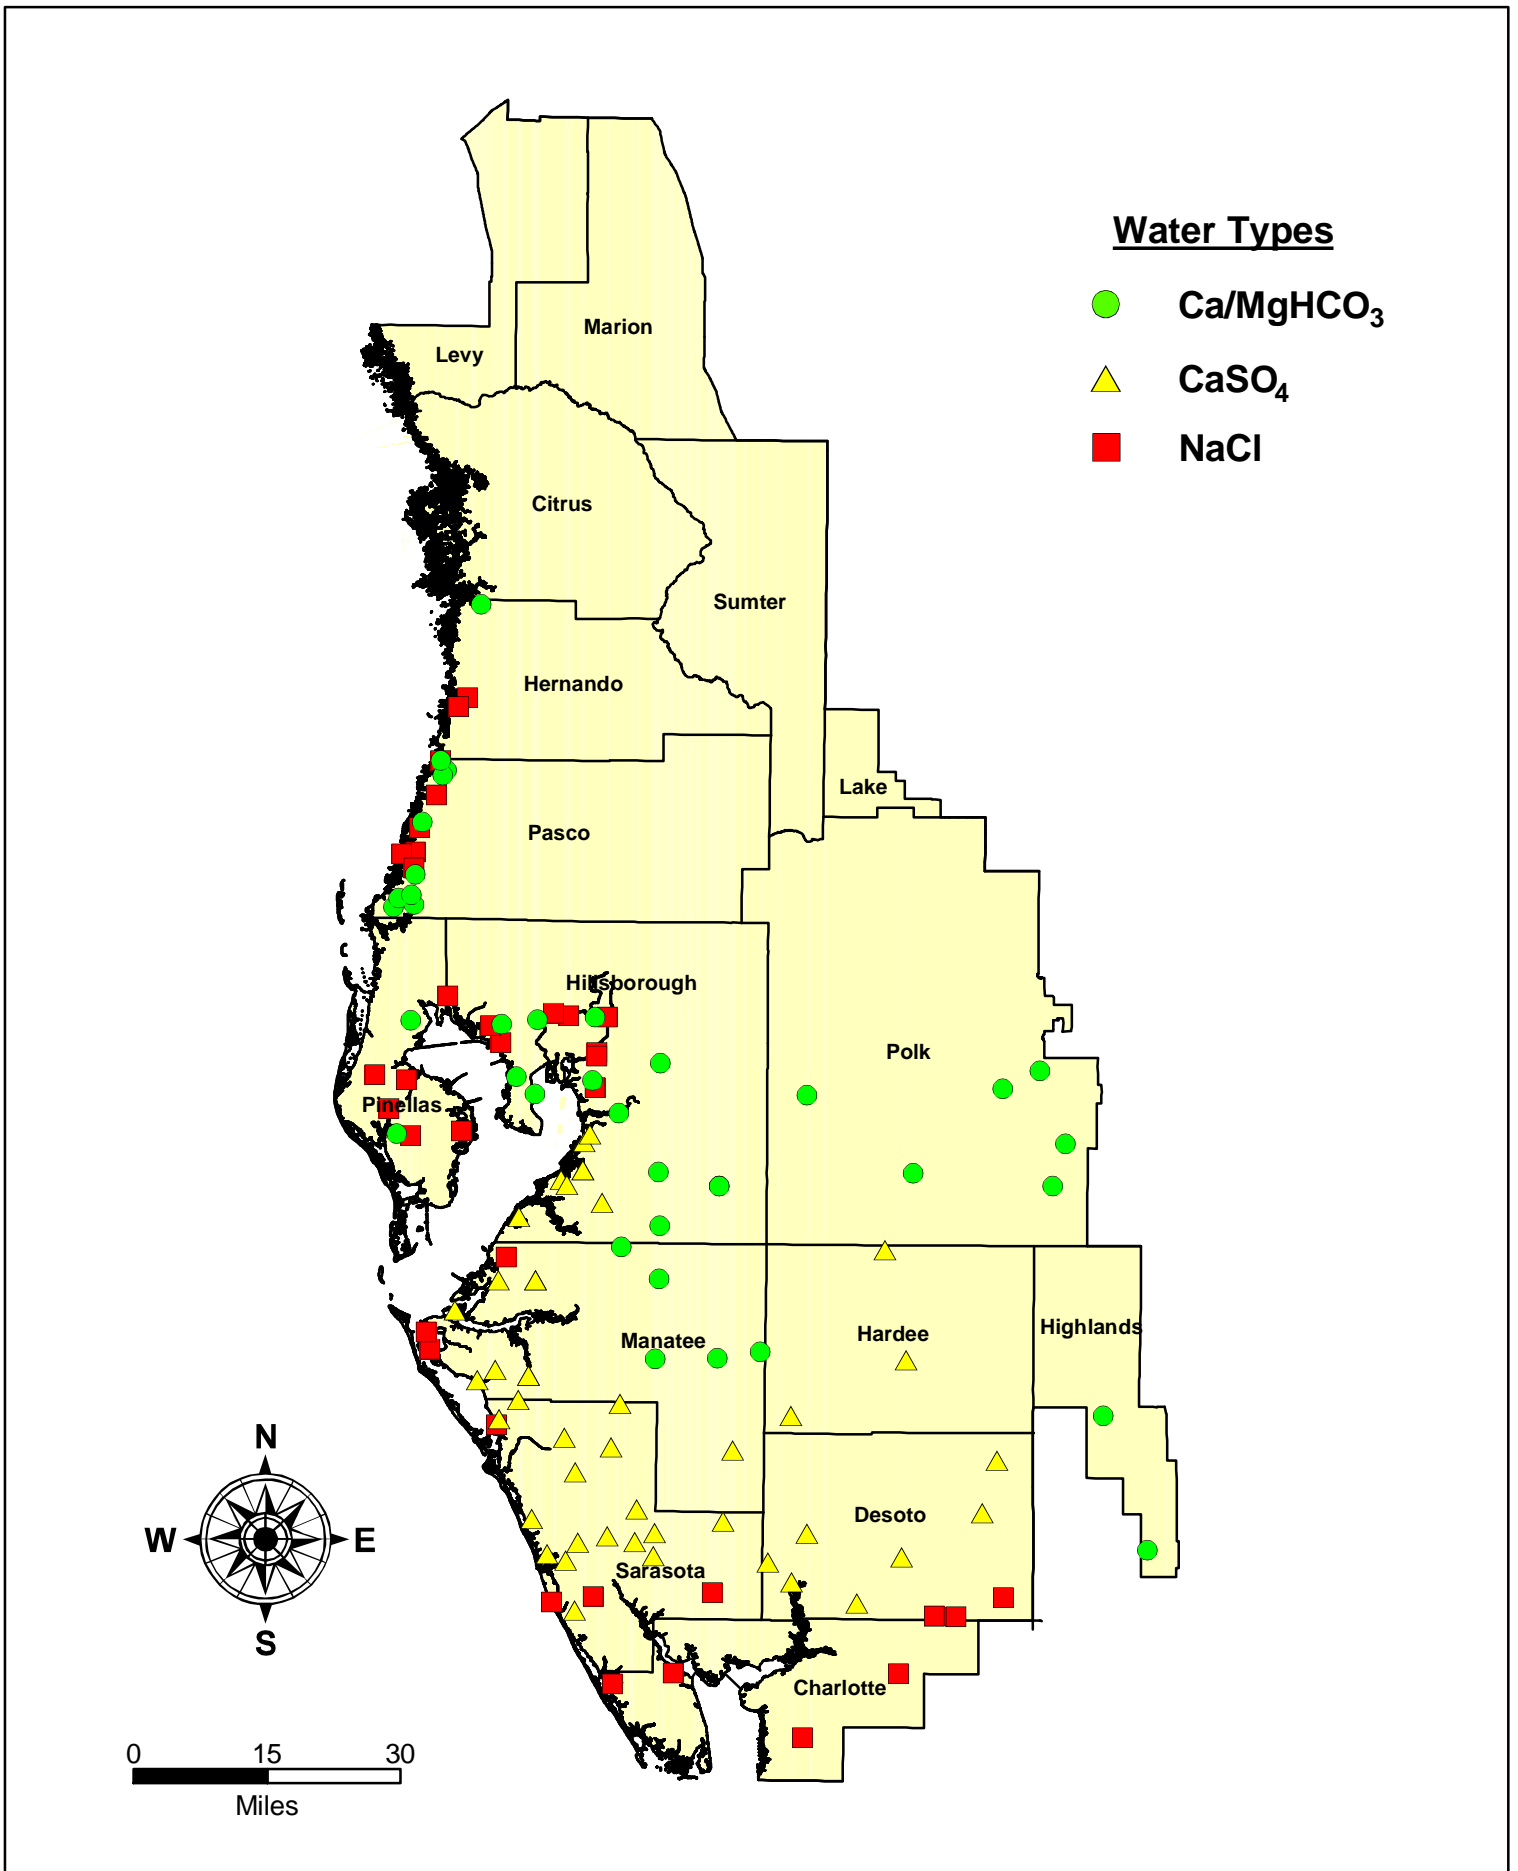 Water Types
Ca/MgHCO3
CaSO4
NaCl
Marion
Levy
Citrus
Sumter
Hernando
Lake
Pasco
Hillsborough
Polk
Pinellas
Manatee
Hardee
Highlands
Desoto
Sarasota
Charlotte
N
W E
S
0 15 30
Miles